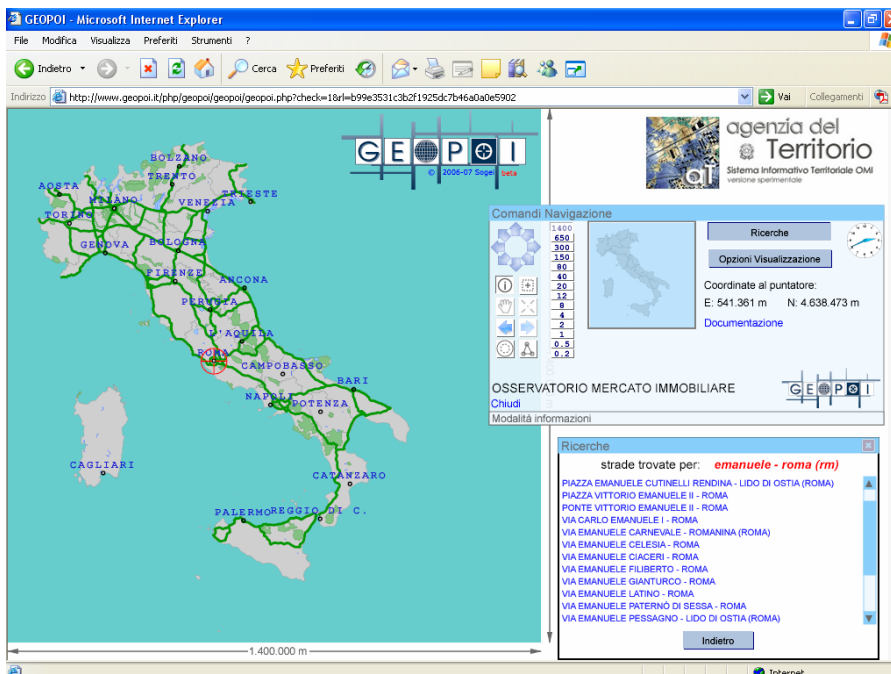 GEOPOI - Microsoft Internet Explorer
File Modifica Visualizza Preferiti Strumenti ?
Indietro Cerca Preferiti
Indirizzo http://www.geopoi.it/php/geopoi/geopoi/geopoi.php?check=1&rl=b99e3531c3b2f1925dc7b46a0a0e5902 Vai Collegamenti
GEOPOI
© 2006-07 Sogei beta
agenzia del
Territorio
Sistema Informativo Territoriale OMI
versione sperimentale
aT
BOLZANO
TRENTO
AOSTA
TRIESTE
MILANO
VENEZIA
TORINO
GENOVA
BOLOGNA
FIRENZE
ANCONA
PERUGIA
L'AQUILA
ROMA
CAMPOBASSO
BARI
NAPOLI
POTENZA
CAGLIARI
CATANZARO
PALERMO
REGGIO DI C.
1.400.000 m
Comandi Navigazione
1400
650
300
150
80
40
20
12
8
4
2
1
0.5
0.2
Ricerche
Opzioni Visualizzazione
Coordinate al puntatore:
E: 541.361 m N: 4.638.473 m
Documentazione
OSSERVATORIO MERCATO IMMOBILIARE
GEOPOI
Chiudi
Modalità informazioni
Ricerche
strade trovate per: emanuele - roma (rm)
PIAZZA EMANUELE CUTINELLI RENDINA - LIDO DI OSTIA (ROMA)
PIAZZA VITTORIO EMANUELE II - ROMA
PONTE VITTORIO EMANUELE II - ROMA
VIA CARLO EMANUELE I - ROMA
VIA EMANUELE CARNEVALE - ROMANINA (ROMA)
VIA EMANUELE CELESIA - ROMA
VIA EMANUELE CIACERI - ROMA
VIA EMANUELE FILIBERTO - ROMA
VIA EMANUELE GIANTURCO - ROMA
VIA EMANUELE LATINO - ROMA
VIA EMANUELE PATERNÒ DI SESSA - ROMA
VIA EMANUELE PESSAGNO - LIDO DI OSTIA (ROMA)
Indietro
Internet